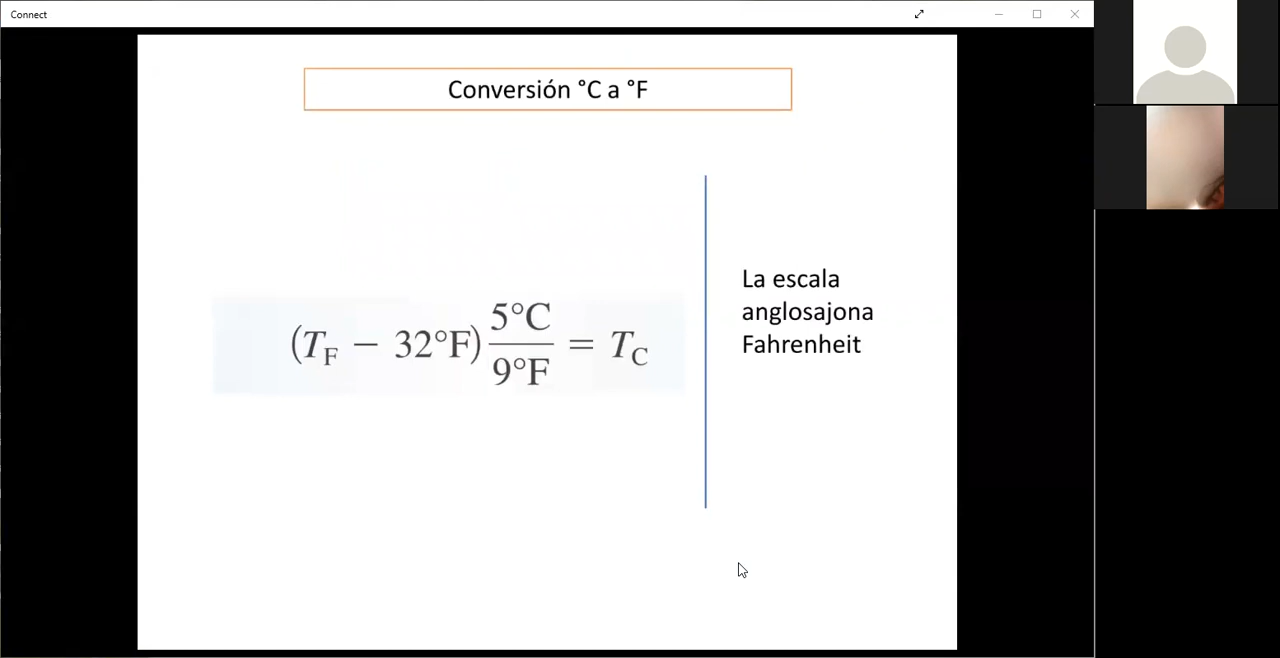 Connect
Conversión °C a °F
(T_F − 32°F) 5°C/9°F = T_C
La escala
anglosajona
Fahrenheit